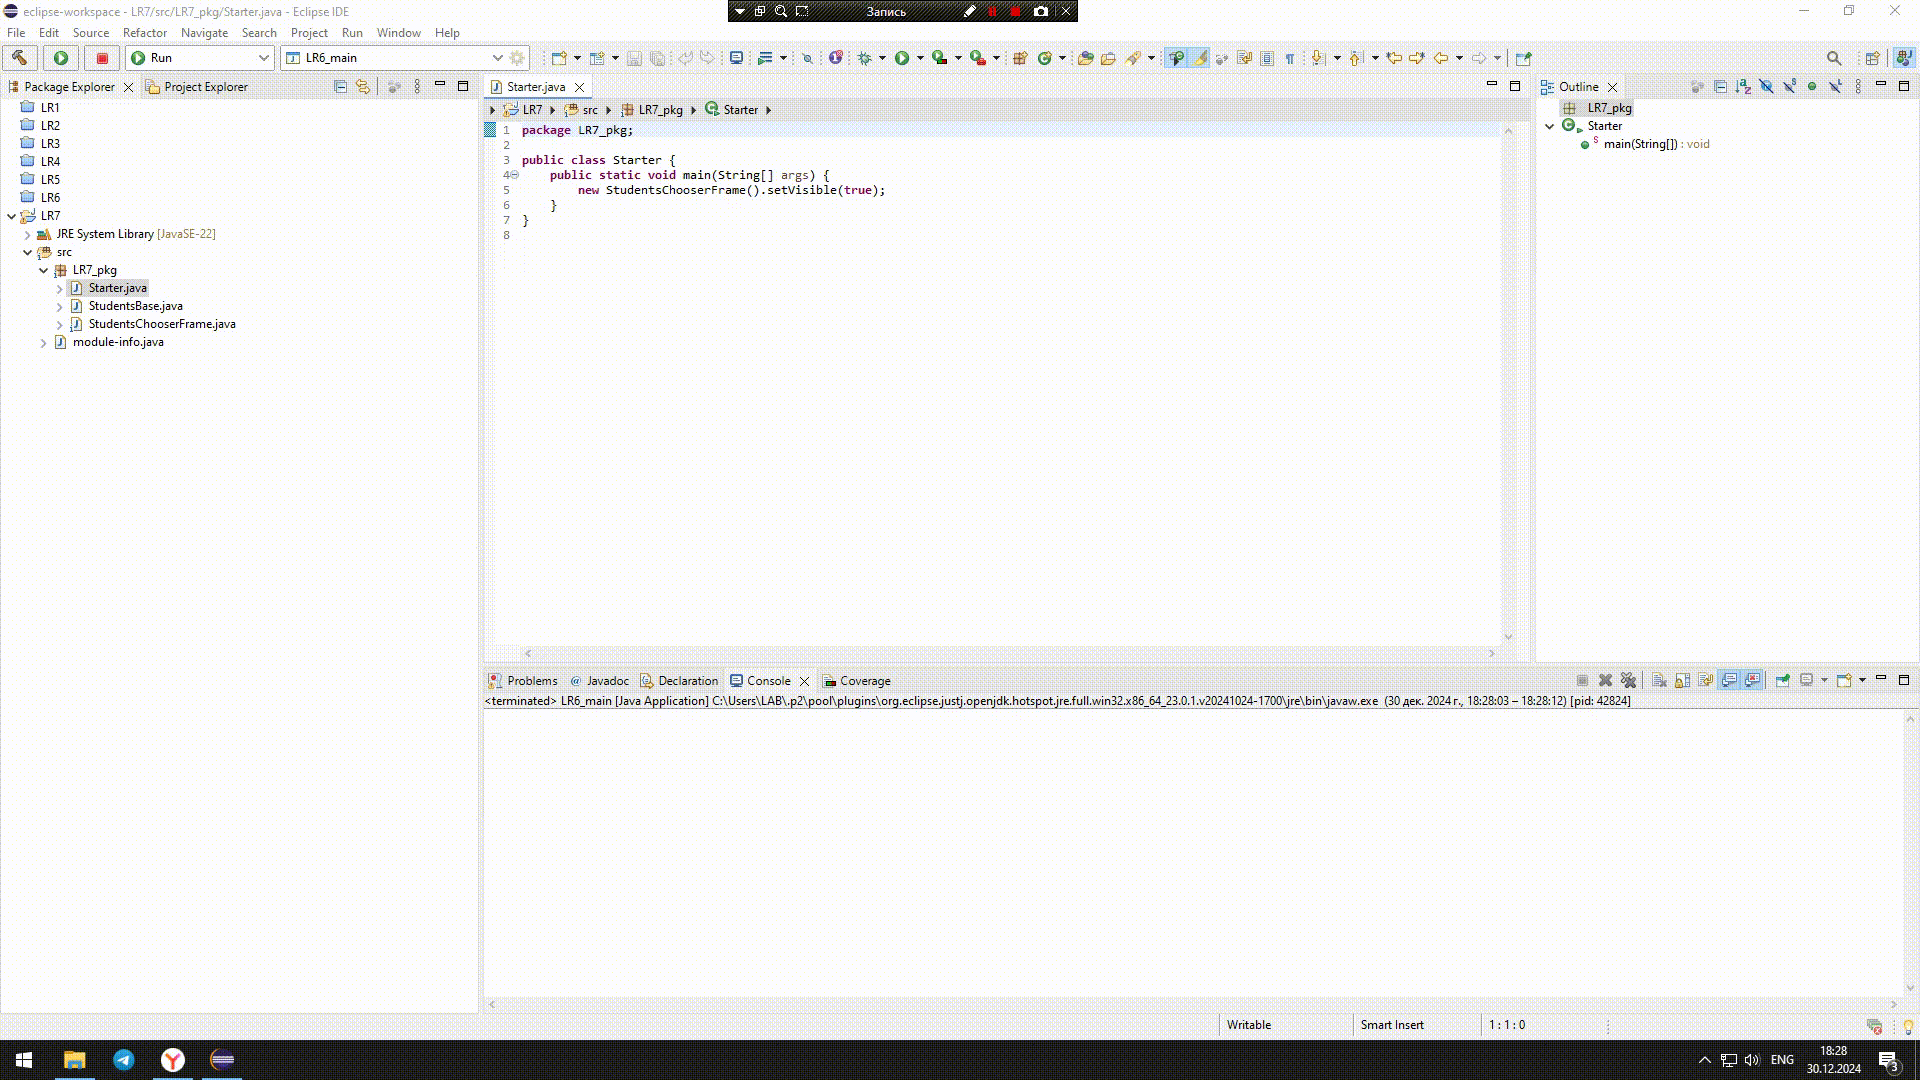 eclipse-workspace - LR7/src/LR7_pkg/Starter.java - Eclipse IDE
Запись
File Edit Source Refactor Navigate Search Project Run Window Help
Run
LR6_main
Package Explorer
Project Explorer
LR1
LR2
LR3
LR4
LR5
LR6
LR7
JRE System Library [JavaSE-22]
src
LR7_pkg
Starter.java
StudentsBase.java
StudentsChooserFrame.java
module-info.java
Starter.java
LR7 src LR7_pkg Starter
1 package LR7_pkg;
2
3 public class Starter {
4 public static void main(String[] args) {
5 new StudentsChooserFrame().setVisible(true);
6 }
7 }
8
Outline
LR7_pkg
Starter
main(String[]) : void
Problems Javadoc Declaration Console Coverage
<terminated> LR6_main [Java Application] C:\Users\LAB\.p2\pool\plugins\org.eclipse.justj.openjdk.hotspot.jre.full.win32.x86_64_23.0.1.v20241024-1700\jre\bin\javaw.exe (30 дек. 2024 г., 18:28:03 – 18:28:12) [pid: 42824]
Writable
Smart Insert
1 : 1 : 0
ENG
18:28
30.12.2024
3